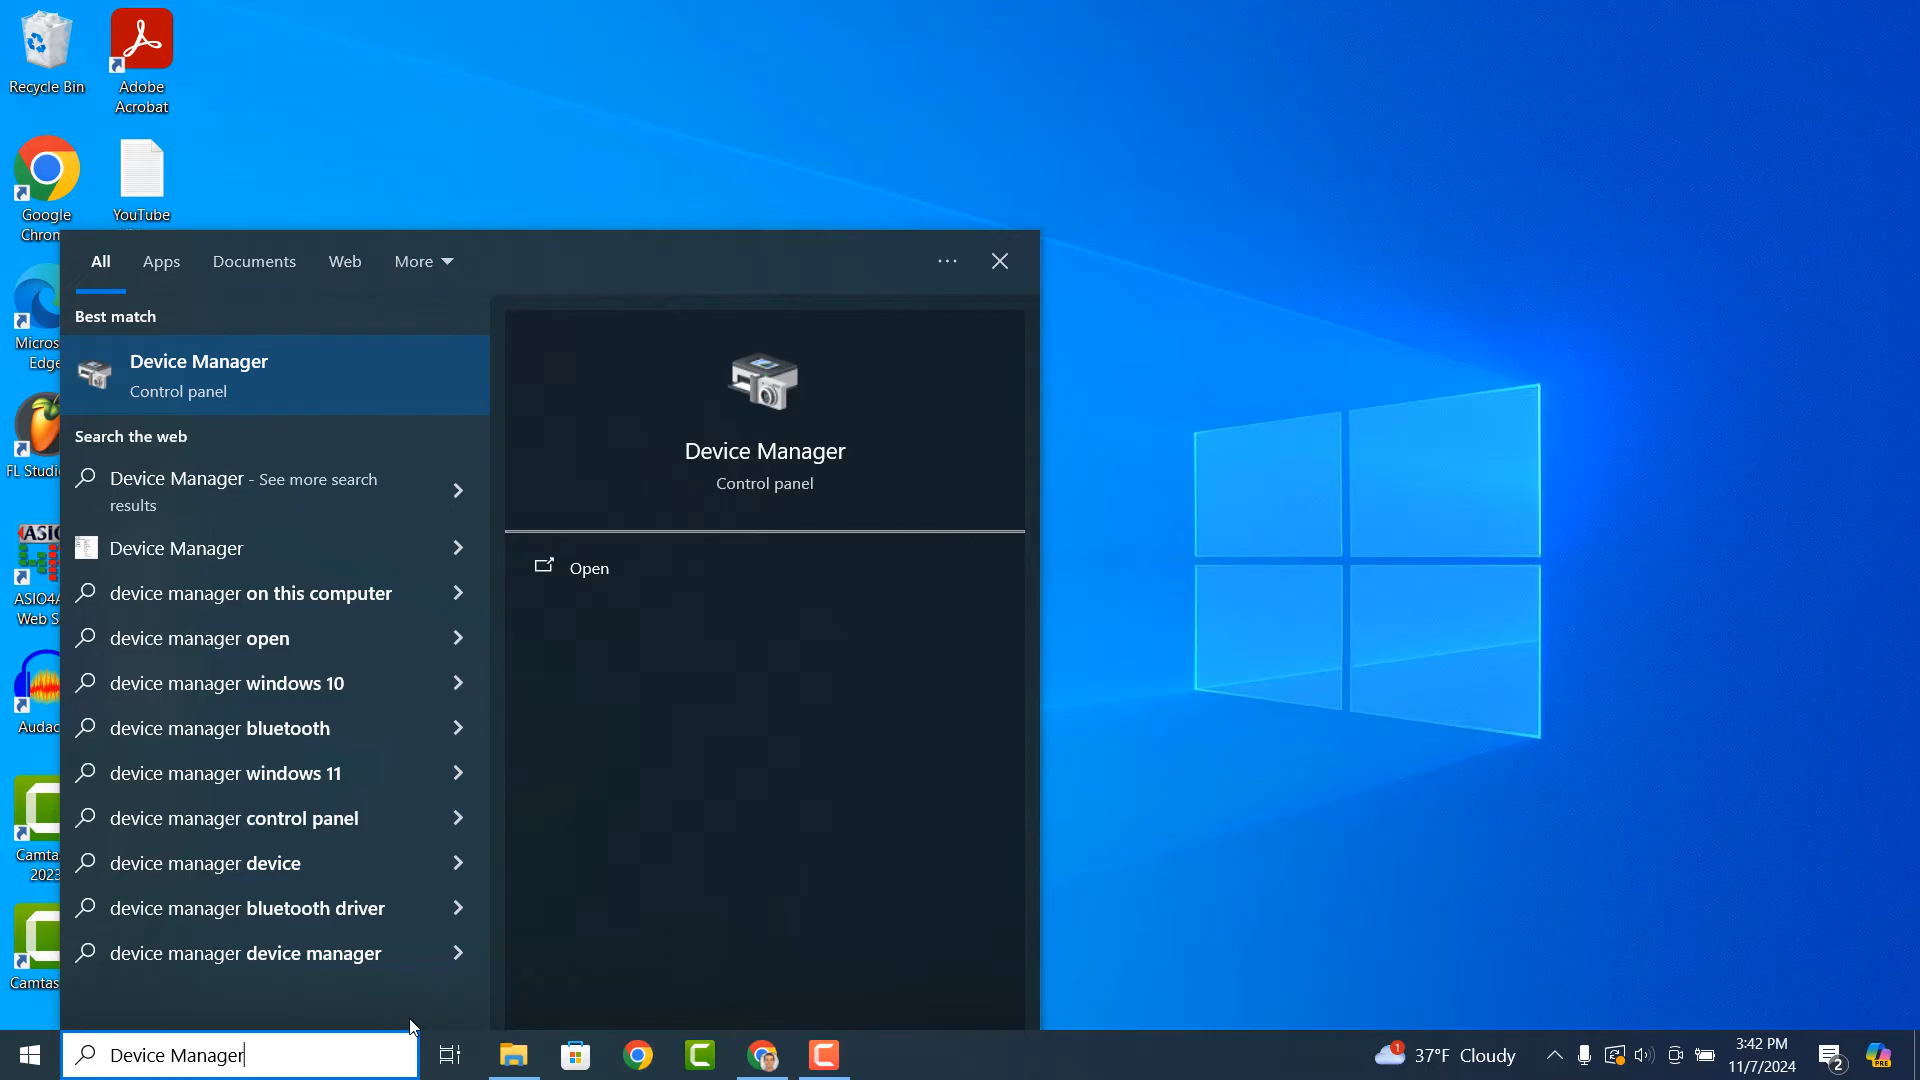 Recycle Bin
Adobe
Acrobat
Google
Chrom
YouTube
Micros
Edge
FL Studi
ASIO4A
Web S
Audac
Camta
2023
Camtas
All
Apps
Documents
Web
More
Best match
Device Manager
Control panel
Search the web
Device Manager - See more search
results
Device Manager
device manager on this computer
device manager open
device manager windows 10
device manager bluetooth
device manager windows 11
device manager control panel
device manager device
device manager bluetooth driver
device manager device manager
Device Manager
Control panel
Open
Device Manager
1
37°F Cloudy
3:42 PM
11/7/2024
2
PRE